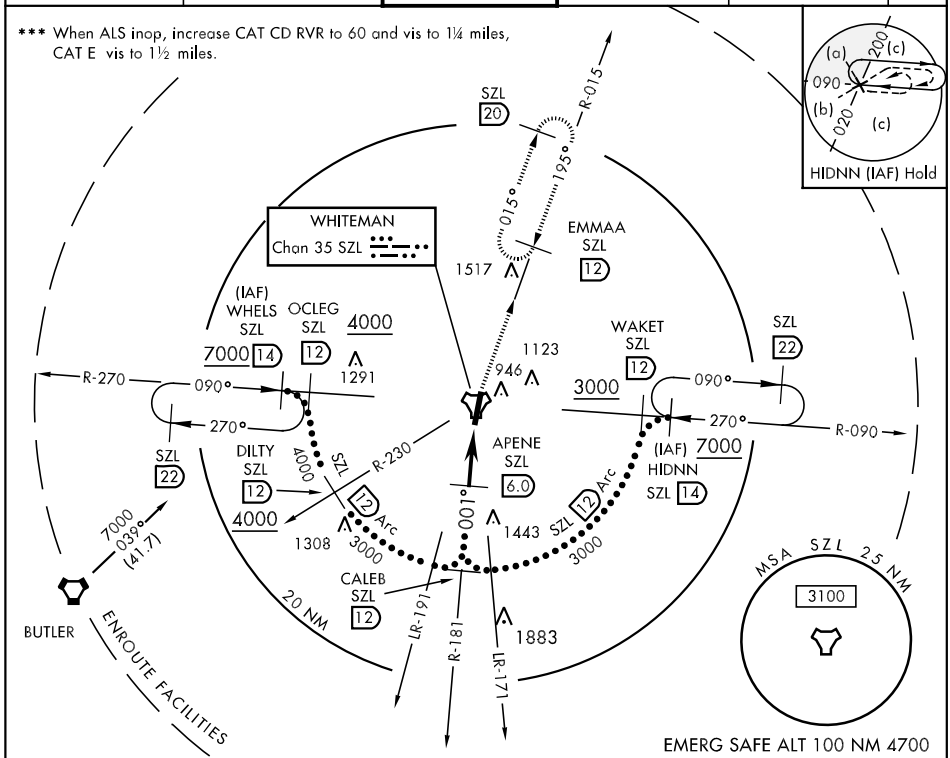 *** When ALS inop, increase CAT CD RVR to 60 and vis to 1¼ miles,
CAT E vis to 1½ miles.
(a)
200
(c)
090
(b)
020
(c)
HIDNN (IAF) Hold
SZL
20
R-015
015°
195°
WHITEMAN
Chan 35 SZL
EMMAA
SZL
12
1517
(IAF)
WHELS
SZL
7000 14
OCLEG
SZL
12
4000
1291
WAKET
SZL
12
SZL
22
1123
946
3000
R-270
090°
090°
270°
270°
R-090
SZL
22
DILTY
SZL
12
4000
4000
SZL
12
Arc
R-230
APENE
SZL
6.0
(IAF)
HIDNN
SZL 14
7000
001°
1443
SZL 12 Arc
3000
1308
3000
7000
039°
(41.7)
CALEB
SZL
12
BUTLER
20 NM
LR-191
R-181
LR-171
1883
ENROUTE FACILITIES
MSA SZL 25 NM
3100
EMERG SAFE ALT 100 NM 4700